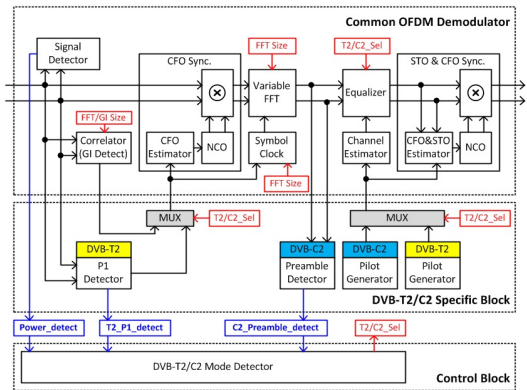 Common OFDM Demodulator
Signal
Detector
CFO Sync.
FFT Size
T2/C2_Sel
STO & CFO Sync.
Variable
FFT
Equalizer
FFT/GI Size
Correlator
(GI Detect)
CFO
Estimator
NCO
Symbol
Clock
Channel
Estimator
CFO&STO
Estimator
NCO
FFT Size
MUX
T2/C2_Sel
MUX
T2/C2_Sel
DVB-T2
P1
Detector
DVB-C2
Preamble
Detector
DVB-C2
Pilot
Generator
DVB-T2
Pilot
Generator
DVB-T2/C2 Specific Block
Power_detect
T2_P1_detect
C2_Preamble_detect
T2/C2_Sel
DVB-T2/C2 Mode Detector
Control Block